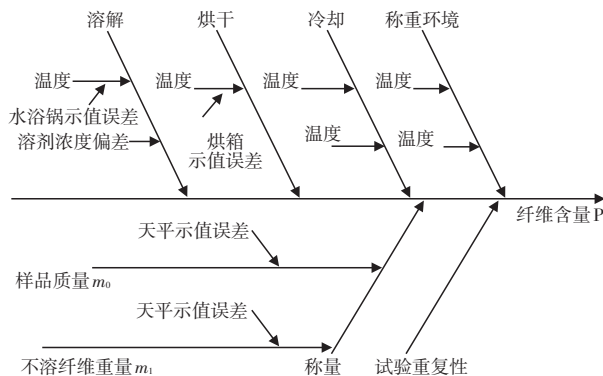 溶解
烘干
冷却
称重环境
温度
温度
温度
温度
水浴锅示值误差
溶剂浓度偏差
烘箱
示值误差
温度
温度
纤维含量P
天平示值误差
样品质量m₀
天平示值误差
不溶纤维重量m₁
称量
试验重复性